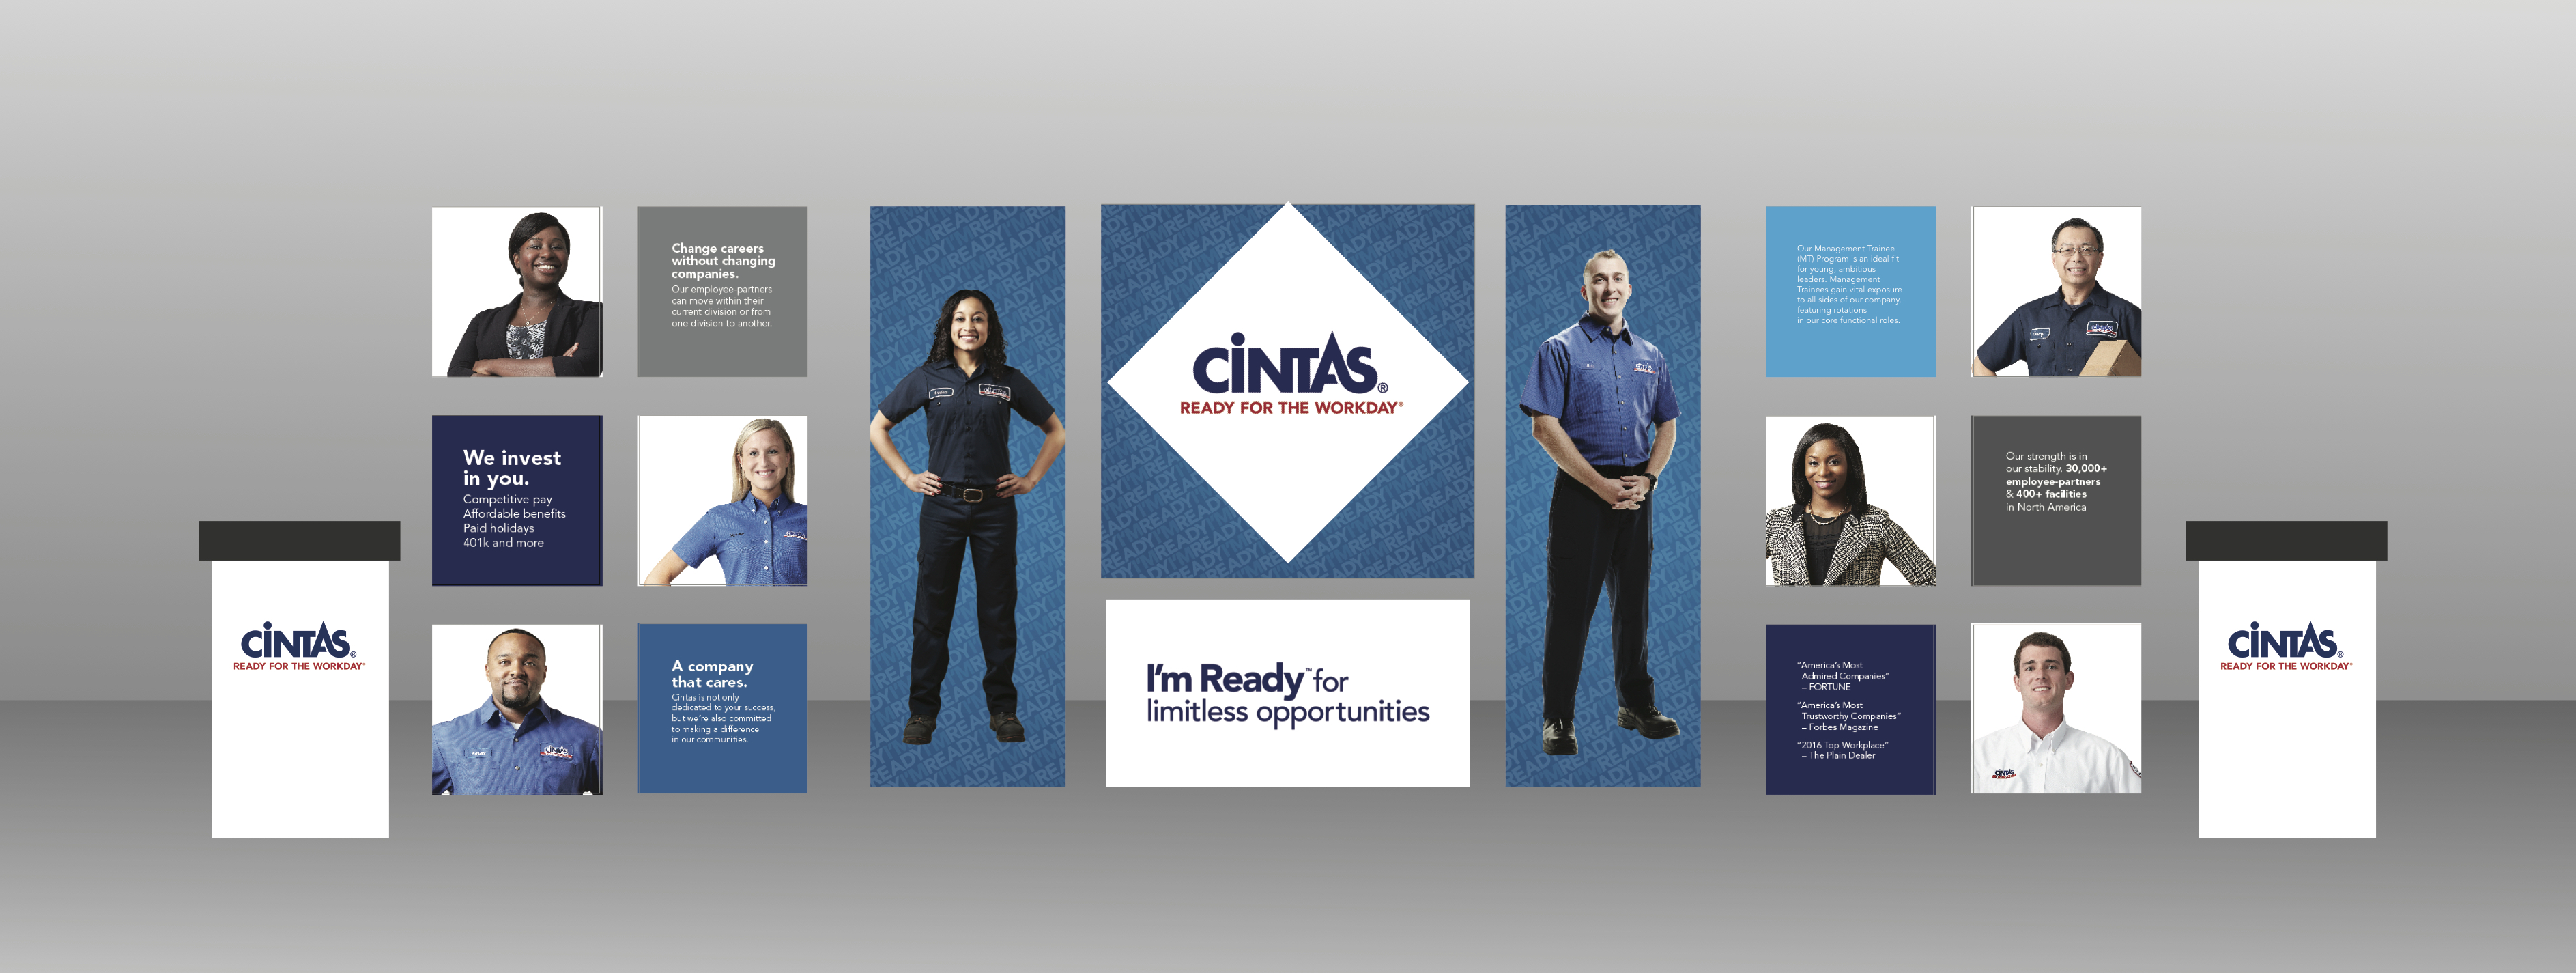 CINTAS®
READY FOR THE WORKDAY®
Change careers
without changing
companies.
Our employee-partners
can move within their
current division or from
one division to another.
We invest
in you.
Competitive pay
Affordable benefits
Paid holidays
401k and more
A company
that cares.
Cintas is not only
dedicated to your success,
but we're also committed
to making a difference
in our communities.
CINTAS®
READY FOR THE WORKDAY®
I'm Ready™ for
limitless opportunities
Our Management Trainee
(MT) Program is an ideal fit
for young, ambitious
leaders. Management
Trainees gain vital exposure
to all sides of our company,
featuring rotations
in our core functional roles.
Our strength is in
our stability. 30,000+
employee-partners
& 400+ facilities
in North America
“America's Most
Admired Companies”
– FORTUNE
“America's Most
Trustworthy Companies”
– Forbes Magazine
“2016 Top Workplace”
– The Plain Dealer
CINTAS
CINTAS®
READY FOR THE WORKDAY®